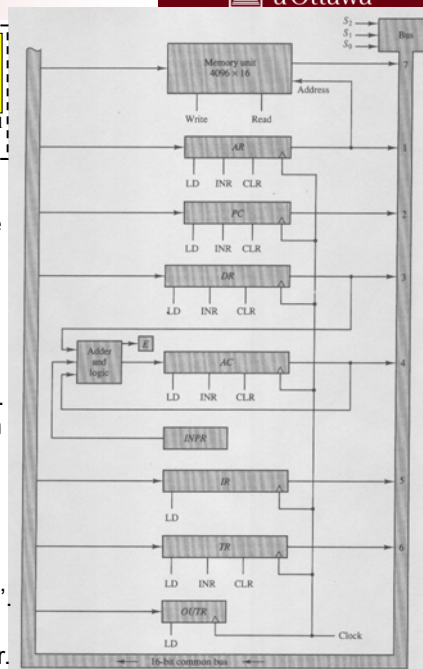 uOttawa
S₂
S₁
S₀
Bus
Memory unit
4096 × 16
7
Address
Write Read
AR
1
LD INR CLR
PC
2
LD INR CLR
DR
3
LD INR CLR
Adder
and
logic
E
AC
4
LD INR CLR
INPR
IR
5
LD
TR
6
LD INR CLR
OUTR
LD
Clock
16-bit common bus